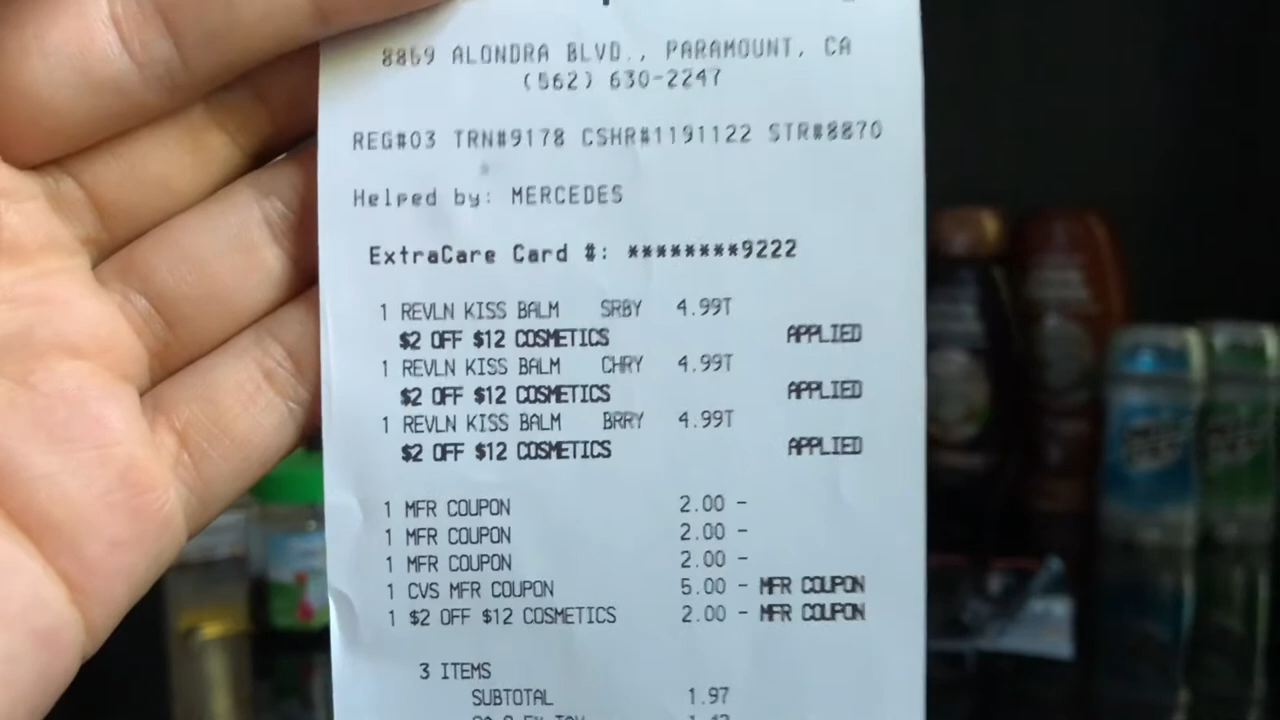 8859 ALONDRA BLVD., PARAMOUNT, CA
(562) 630-2247
REG#03 TRN#9178 CSHR#1191122 STR#8870
Helped by: MERCEDES
ExtraCare Card #: ********9222
1 REVLN KISS BALM SRBY 4.99T
$2 OFF $12 COSMETICS APPLIED
1 REVLN KISS BALM CHRY 4.99T
$2 OFF $12 COSMETICS APPLIED
1 REVLN KISS BALM BRRY 4.99T
$2 OFF $12 COSMETICS APPLIED
1 MFR COUPON 2.00 -
1 MFR COUPON 2.00 -
1 MFR COUPON 2.00 -
1 CVS MFR COUPON 5.00 - MFR COUPON
1 $2 OFF $12 COSMETICS 2.00 - MFR COUPON
3 ITEMS
SUBTOTAL 1.97